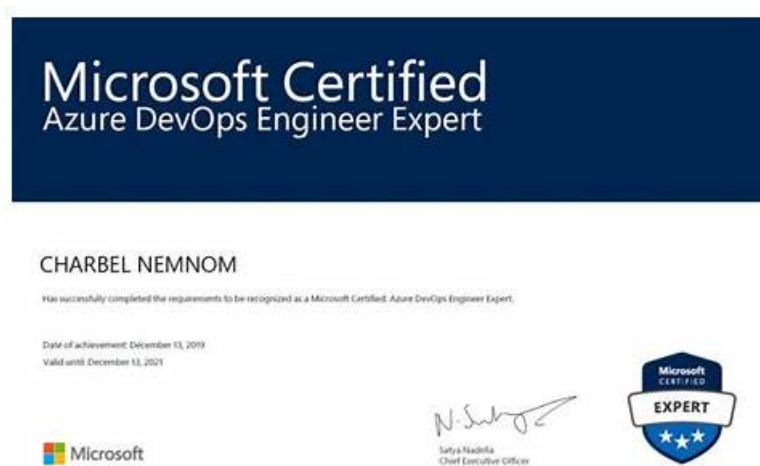 Microsoft Certified
Azure DevOps Engineer Expert
CHARBEL NEMNOM
Has successfully completed the requirements to be recognized as a Microsoft Certified: Azure DevOps Engineer Expert.
Date of achievement: December 13, 2019
Valid until: December 13, 2021
Microsoft
CERTIFIED
EXPERT
N. Satya
Satya Nadella
Chief Executive Officer
Microsoft